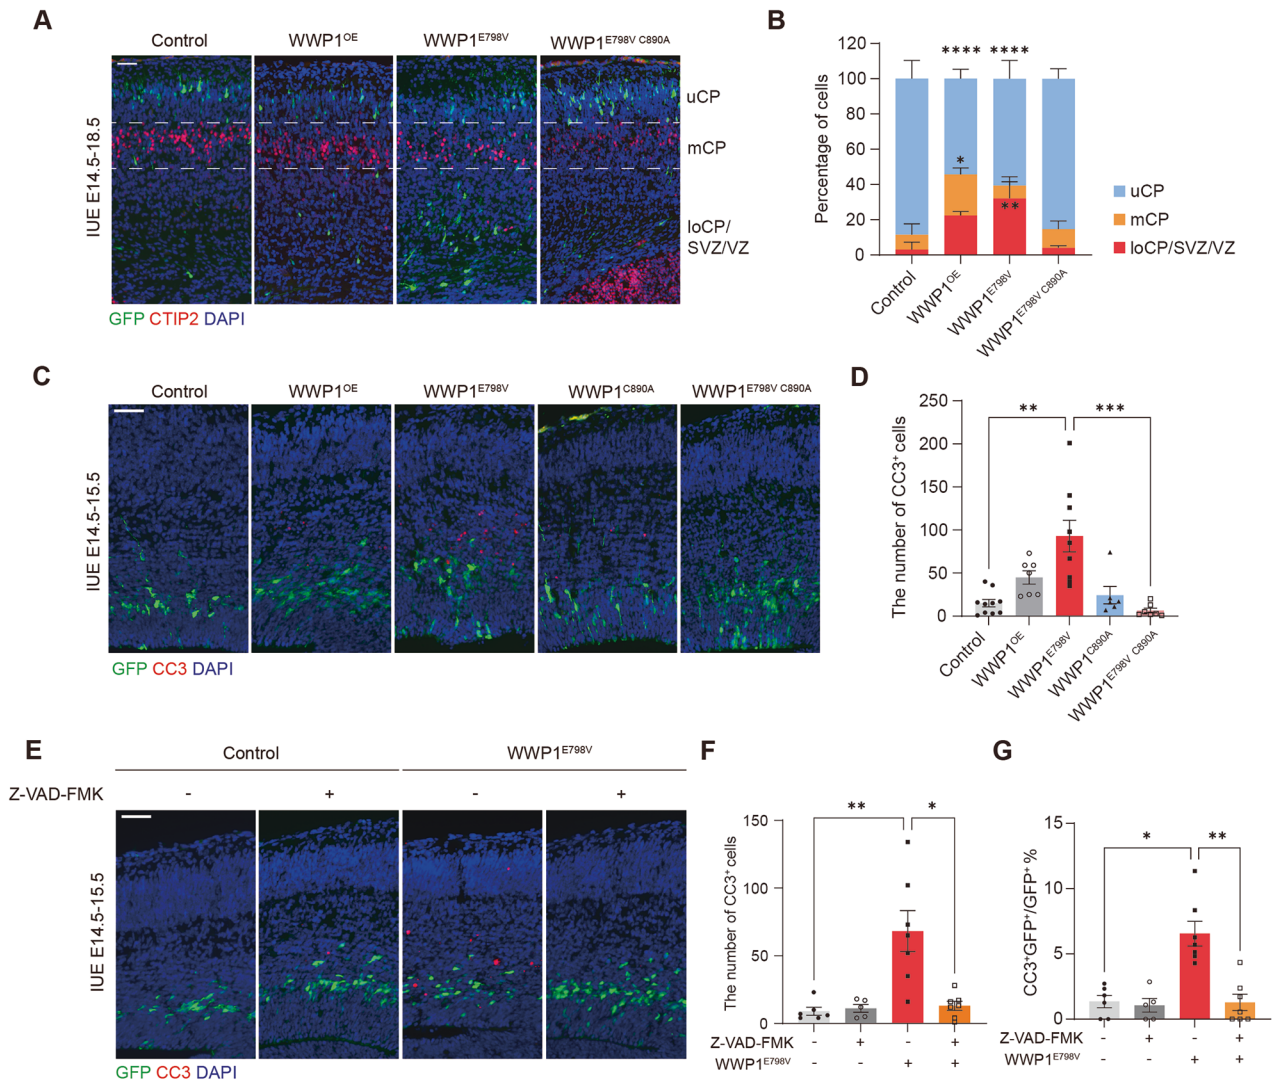 A
Control
WWP1OE
WWP1E798V
WWP1E798V C890A
IUE E14.5-18.5
uCP
mCP
loCP/
SVZ/VZ
GFP CTIP2 DAPI
B
Percentage of cells
120
100
80
60
40
20
0
**** ****
*
**
Control
WWP1OE
WWP1E798V
WWP1E798V C890A
uCP
mCP
loCP/SVZ/VZ
C
Control
WWP1OE
WWP1E798V
WWP1C890A
WWP1E798V C890A
IUE E14.5-15.5
GFP CC3 DAPI
D
The number of CC3+ cells
250
200
150
100
50
0
**
***
Control
WWP1OE
WWP1E798V
WWP1C890A
WWP1E798V C890A
E
Control
WWP1E798V
Z-VAD-FMK - + - +
IUE E14.5-15.5
GFP CC3 DAPI
F
The number of CC3+ cells
150
100
50
0
**
*
Z-VAD-FMK - + - +
WWP1E798V - - + +
G
CC3+GFP+/GFP+ %
15
10
5
0
*
**
Z-VAD-FMK - + - +
WWP1E798V - - + +